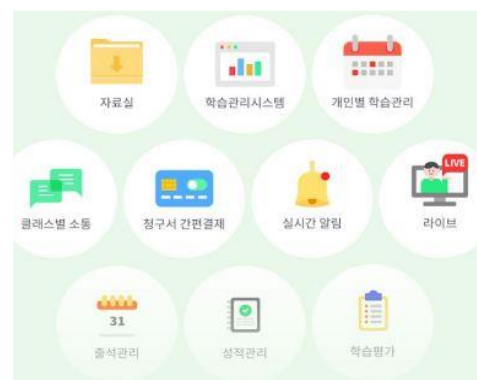 자료실
학습관리시스템
개인별 학습관리
LIVE
클래스별 소통
청구서 간편결제
실시간 알림
라이브
31
출석관리
성적관리
학습평가